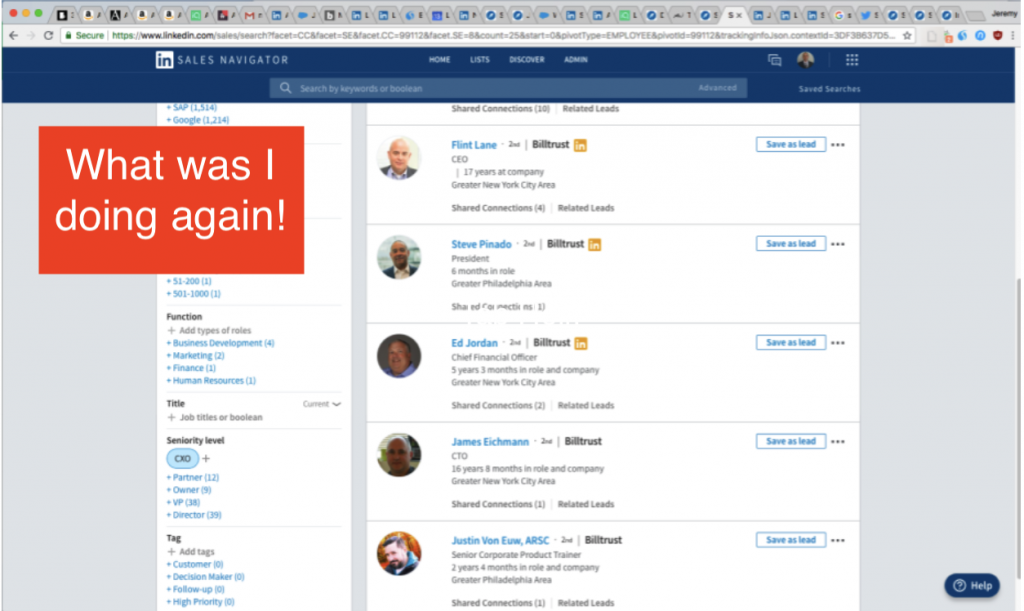 Jeremy
Secure | https://www.linkedin.com/sales/search?facet=CC&facet=SE&facet.CC=99112&facet.SE=8&count=25&start=0&pivotType=EMPLOYEE&pivotId=99112&trackingInfoJson.contextId=3DF3B637D5...
in SALES NAVIGATOR
HOME LISTS DISCOVER ADMIN
Search by keywords or boolean
Advanced
Saved Searches
+ SAP (1,514)
+ Google (1,214)
What was I
doing again!
+ 51-200 (1)
+ 501-1000 (1)
Function
+ Add types of roles
+ Business Development (4)
+ Marketing (2)
+ Finance (1)
+ Human Resources (1)
Title
Current
+ Job titles or boolean
Seniority level
CXO +
+ Partner (12)
+ Owner (9)
+ VP (38)
+ Director (39)
Tag
+ Add tags
+ Customer (0)
+ Decision Maker (0)
+ Follow-up (0)
+ High Priority (0)
Shared Connections (10) | Related Leads
Flint Lane · 2nd | Billtrust in
Save as lead
CEO
| 17 years at company
Greater New York City Area
Shared Connections (4) | Related Leads
Steve Pinado · 2nd | Billtrust in
Save as lead
President
6 months in role
Greater Philadelphia Area
Ed Jordan · 2nd | Billtrust in
Save as lead
Chief Financial Officer
5 years 3 months in role and company
Greater New York City Area
Shared Connections (2) | Related Leads
James Eichmann · 2nd | Billtrust
Save as lead
CTO
16 years 8 months in role and company
Greater New York City Area
Shared Connections (1) | Related Leads
Justin Von Euw, ARSC · 2nd | Billtrust
Save as lead
Senior Corporate Product Trainer
2 years 4 months in role and company
Greater Philadelphia Area
Shared Connections (1) | Related Leads
Help